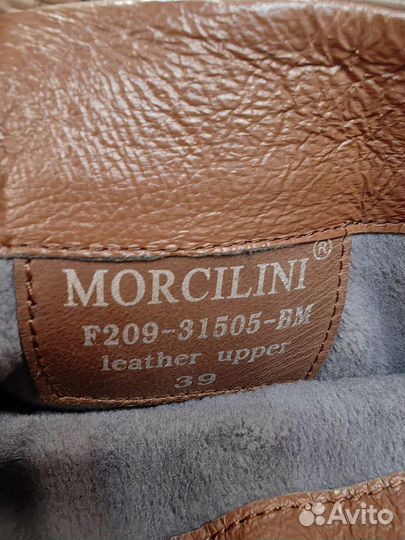 MORCILINI®
F209-31505-BM
leather upper
39
Avito